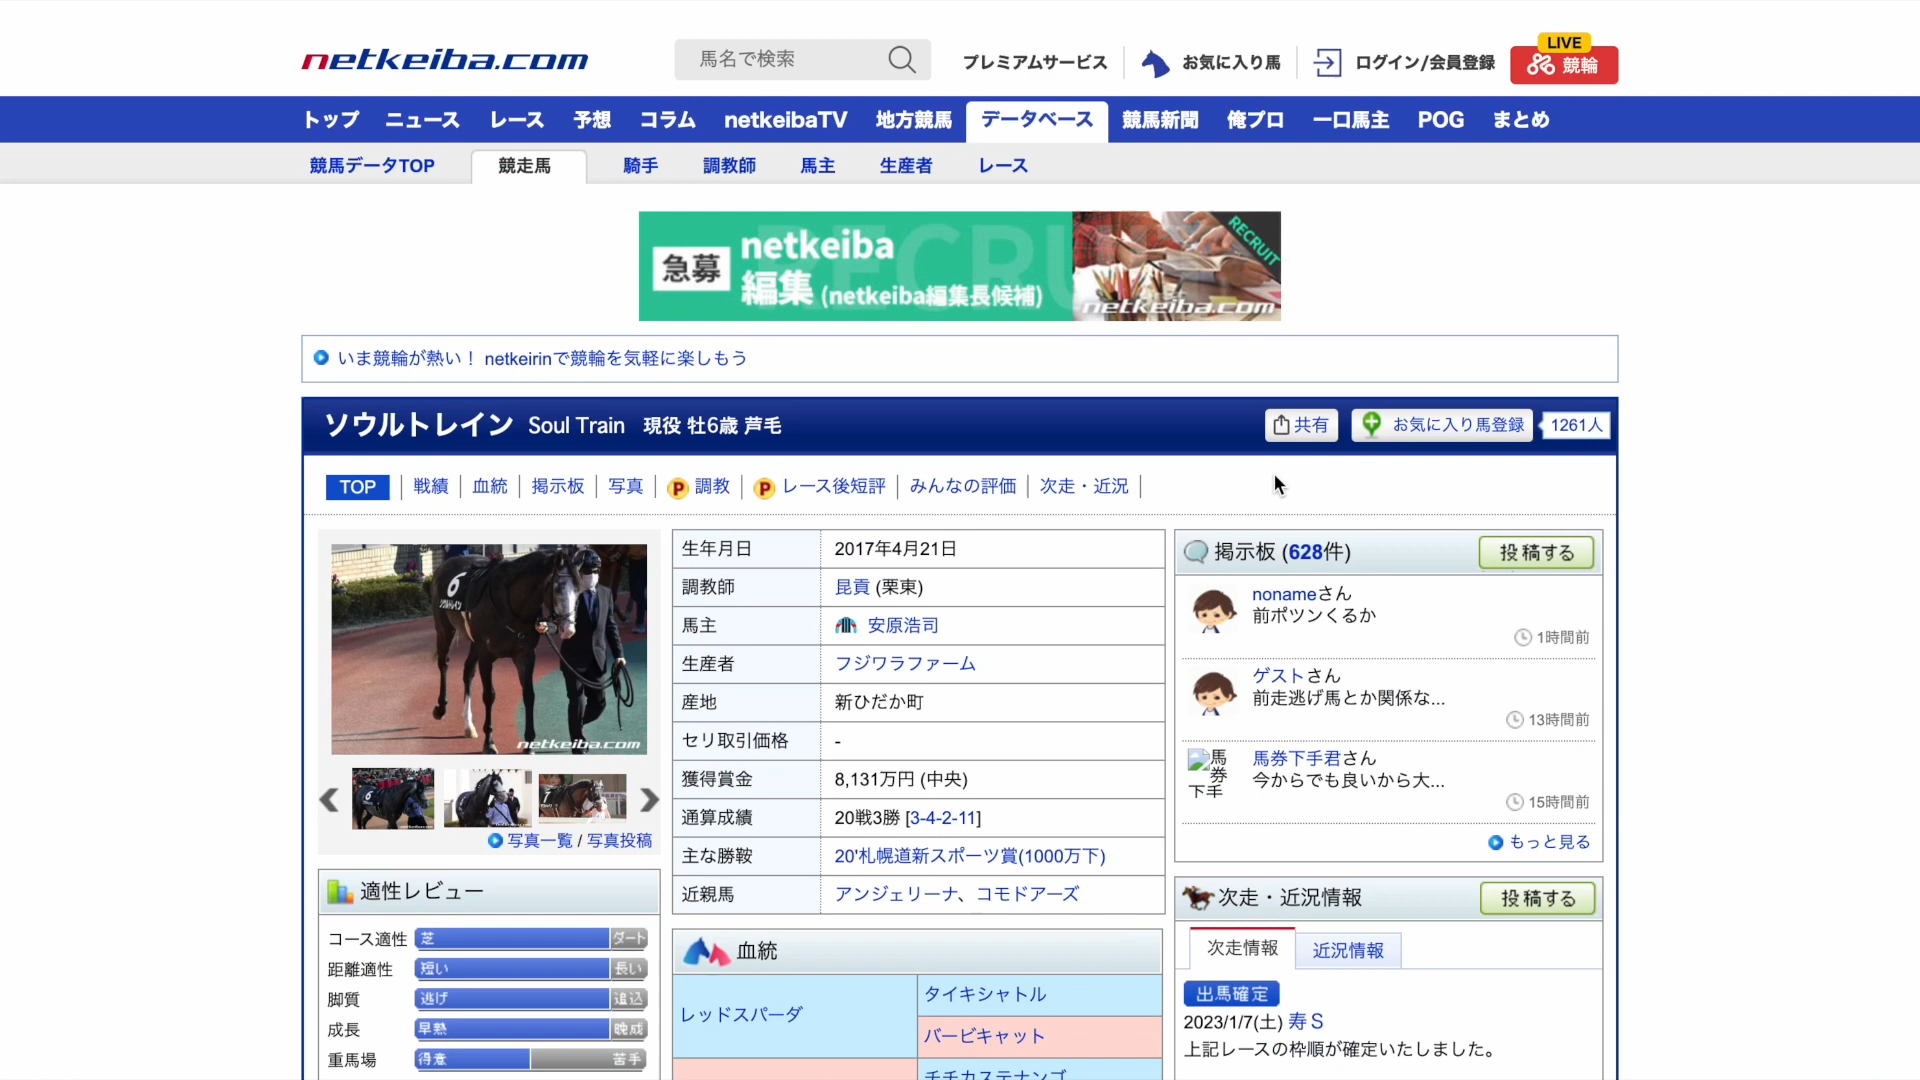 netkeiba.com
馬名で検索
プレミアムサービス
お気に入り馬
ログイン/会員登録
LIVE
競輪
トップ ニュース レース 予想 コラム netkeibaTV 地方競馬 データベース 競馬新聞 俺プロ 一口馬主 POG まとめ
競馬データTOP 競走馬 騎手 調教師 馬主 生産者 レース
急募
netkeiba
編集 (netkeiba編集長候補)
RECRUIT
netkeiba.com
いま競輪が熱い！ netkeirinで競輪を気軽に楽しもう
ソウルトレイン Soul Train 現役 牡6歳 芦毛
共有
お気に入り馬登録
1261人
TOP 戦績 血統 掲示板 写真 P 調教 P レース後短評 みんなの評価 次走・近況
6
ソウルトレイン
netkeiba.com
写真一覧 / 写真投稿
適性レビュー
コース適性 芝 ダート
距離適性 短い 長い
脚質 逃げ 追込
成長 早熟 晩成
重馬場 得意 苦手
生年月日 2017年4月21日
調教師 昆貢 (栗東)
馬主 安原浩司
生産者 フジワラファーム
産地 新ひだか町
セリ取引価格 -
獲得賞金 8,131万円 (中央)
通算成績 20戦3勝 [3-4-2-11]
主な勝鞍 20'札幌道新スポーツ賞(1000万下)
近親馬 アンジェリーナ、コモドアーズ
血統
レッドスパーダ
タイキシャトル
バービキャット
チチカステナンゴ
掲示板 (628件)
投稿する
nonameさん
前ポツンくるか
1時間前
ゲストさん
前走逃げ馬とか関係な...
13時間前
馬券下手
馬券下手君さん
今からでも良いから大...
15時間前
もっと見る
次走・近況情報
投稿する
次走情報 近況情報
出馬確定
2023/1/7(土) 寿Ｓ
上記レースの枠順が確定いたしました。